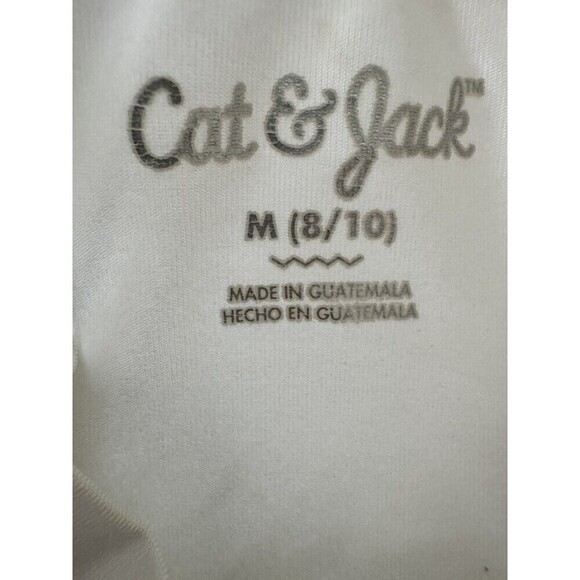 Cat & Jack™
M (8/10)
MADE IN GUATEMALA
HECHO EN GUATEMALA